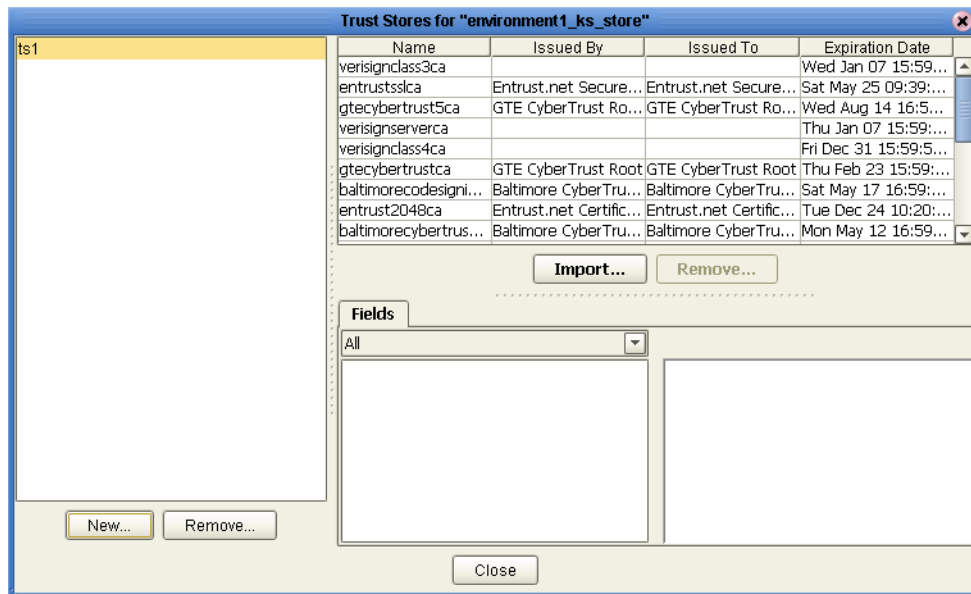 Trust Stores for "environment1_ks_store"
ts1
Name Issued By Issued To Expiration Date
verisignclass3ca Wed Jan 07 15:59...
entrustsslca Entrust.net Secure... Entrust.net Secure... Sat May 25 09:39:...
gtecybertrust5ca GTE CyberTrust Ro... GTE CyberTrust Ro... Wed Aug 14 16:5...
verisignserverca Thu Jan 07 15:59:...
verisignclass4ca Fri Dec 31 15:59:5...
gtecybertrustca GTE CyberTrust Root GTE CyberTrust Root Thu Feb 23 15:59:...
baltimorecodesigni... Baltimore CyberTru... Baltimore CyberTru... Sat May 17 16:59:...
entrust2048ca Entrust.net Certific... Entrust.net Certific... Tue Dec 24 10:20:...
baltimorecybertrus... Baltimore CyberTru... Baltimore CyberTru... Mon May 12 16:59...
Import... Remove...
Fields
All
New... Remove...
Close